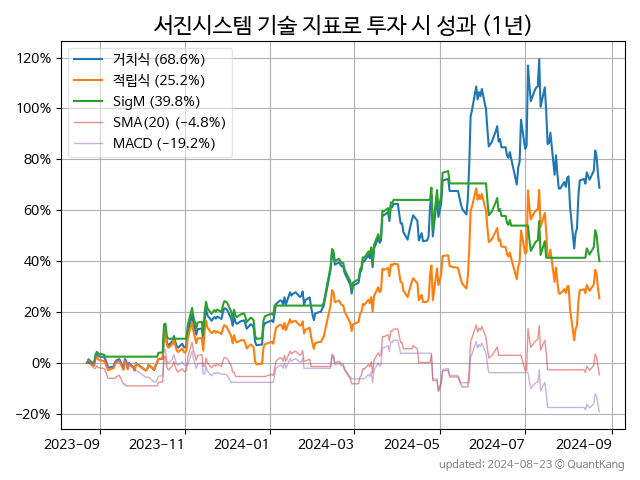 서진시스템 기술 지표로 투자 시 성과 (1년)
거치식 (68.6%)
적립식 (25.2%)
SigM (39.8%)
SMA(20) (−4.8%)
MACD (−19.2%)
120%
100%
80%
60%
40%
20%
0%
−20%
2023-09
2023-11
2024-01
2024-03
2024-05
2024-07
2024-09
updated: 2024-08-23 ⓒ QuantKang